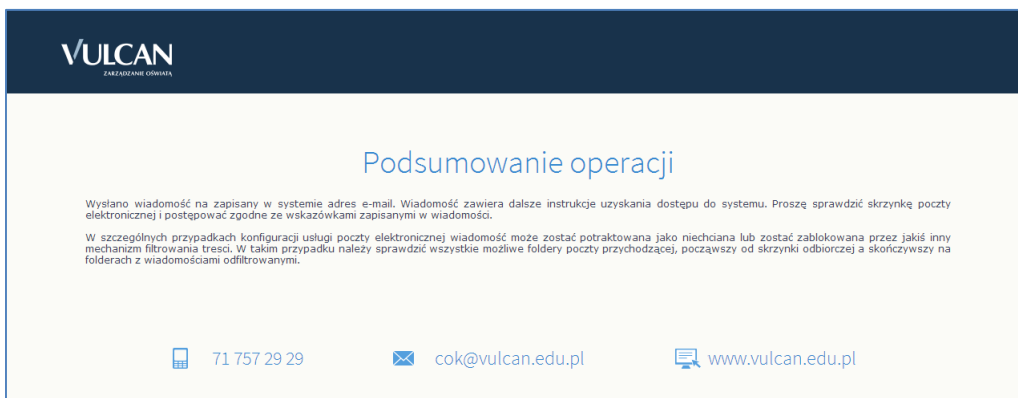 VULCAN
ZARZĄDZANIE OŚWIATĄ
Podsumowanie operacji
Wysłano wiadomość na zapisany w systemie adres e-mail. Wiadomość zawiera dalsze instrukcje uzyskania dostępu do systemu. Proszę sprawdzić skrzynkę poczty
elektronicznej i postępować zgodne ze wskazówkami zapisanymi w wiadomości.
W szczególnych przypadkach konfiguracji usługi poczty elektronicznej wiadomość może zostać potraktowana jako niechciana lub zostać zablokowana przez jakiś inny
mechanizm filtrowania tresci. W takim przypadku należy sprawdzić wszystkie możliwe foldery poczty przychodzącej, począwszy od skrzynki odbiorczej a skończywszy na
folderach z wiadomościami odfiltrowanymi.
71 757 29 29 cok@vulcan.edu.pl www.vulcan.edu.pl